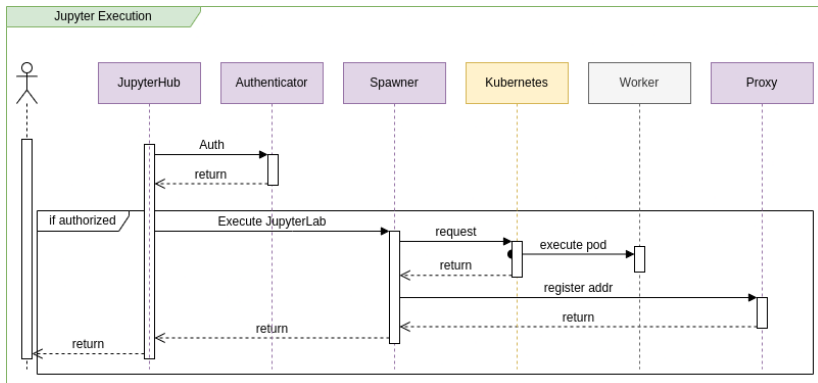 Jupyter Execution
JupyterHub
Authenticator
Spawner
Kubernetes
Worker
Proxy
Auth
return
if authorized
Execute JupyterLab
request
execute pod
return
register addr
return
return
return